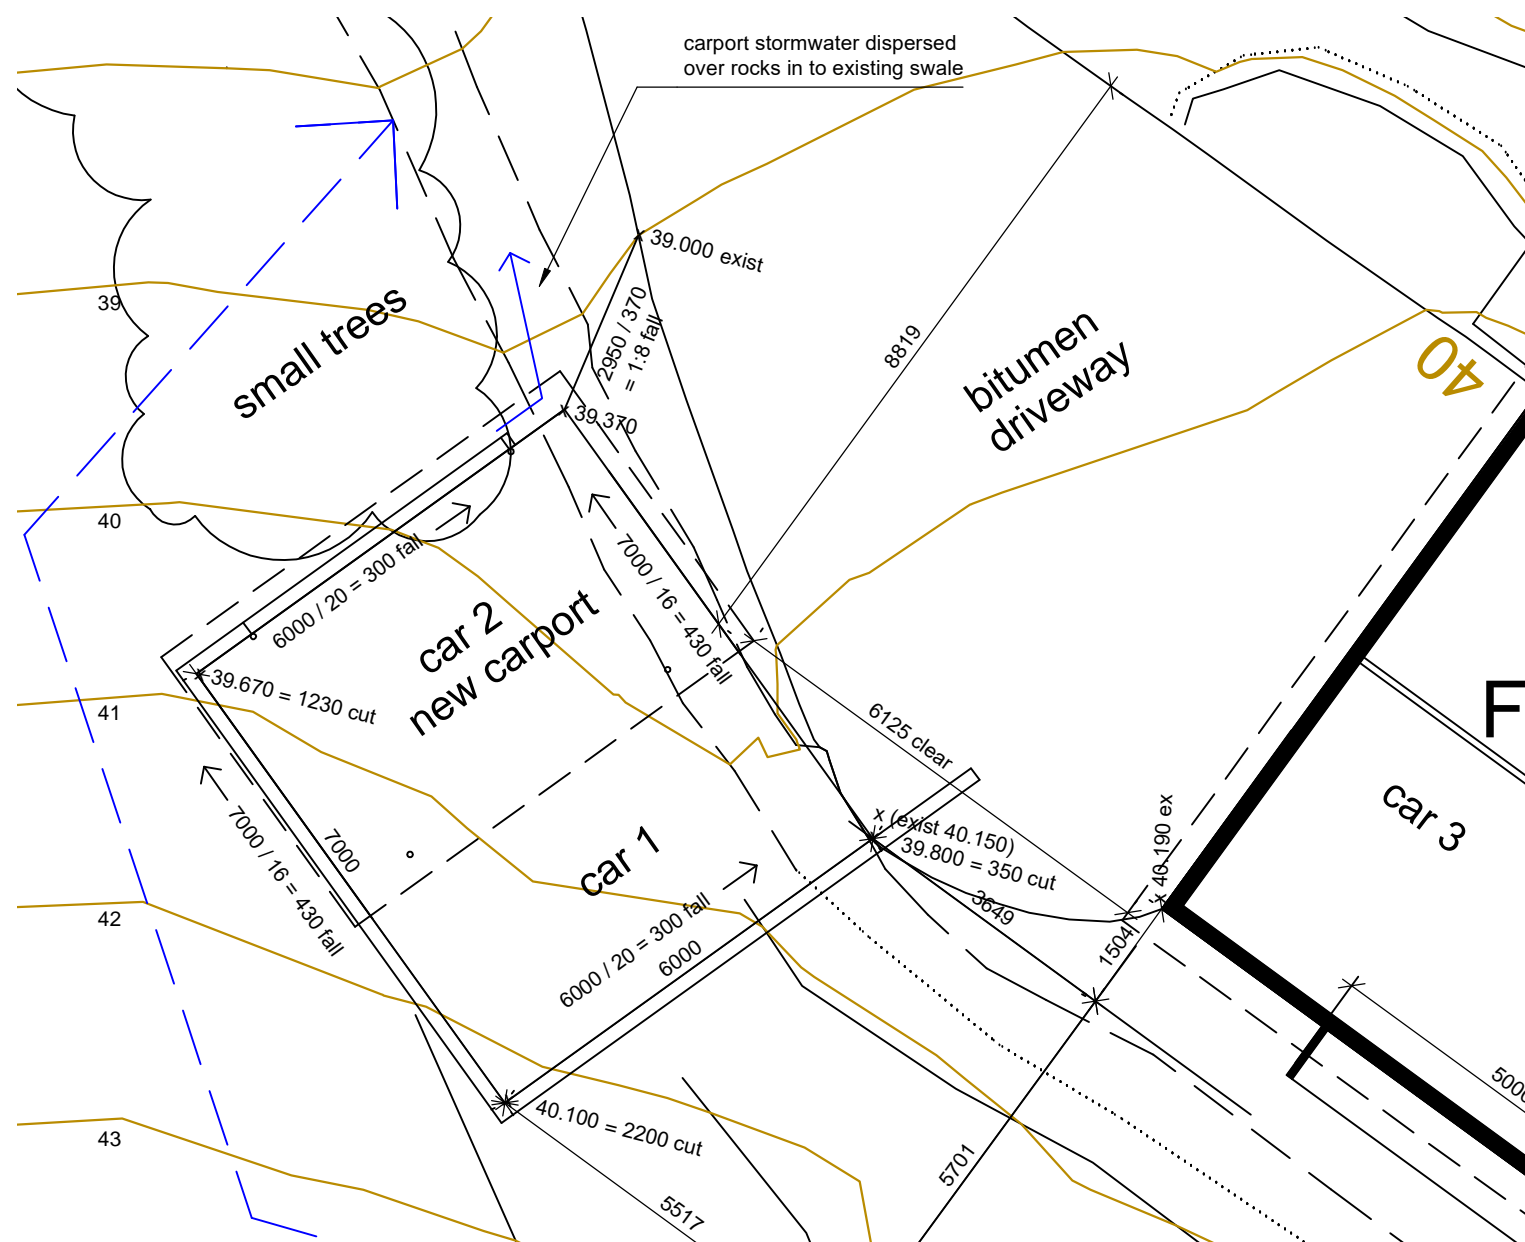 carport stormwater dispersed
over rocks in to existing swale
39.000 exist
39
small trees
2950 / 370
= 1:8 fall
8819
bitumen
driveway
40
39.370
40
6000 / 20 = 300 fall
7000 / 16 = 430 fall
car 2
new carport
39.670 = 1230 cut
41
6125 clear
F
7000 / 16 = 430 fall
7000
car 1
x (exist 40.150)
39.800 = 350 cut
x 40.190 ex
car 3
3649
1504
42
6000 / 20 = 300 fall
6000
40.100 = 2200 cut
43
5517
5701